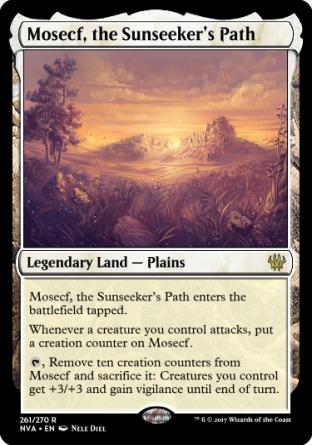 Mosecf, the Sunseeker's Path
Legendary Land — Plains
Mosecf, the Sunseeker's Path enters the
battlefield tapped.
Whenever a creature you control attacks, put
a creation counter on Mosecf.
, Remove ten creation counters from
Mosecf and sacrifice it: Creatures you control
get +3/+3 and gain vigilance until end of turn.
261/270 R
NVA • EN Nele Diel
™ & © 2017 Wizards of the Coast